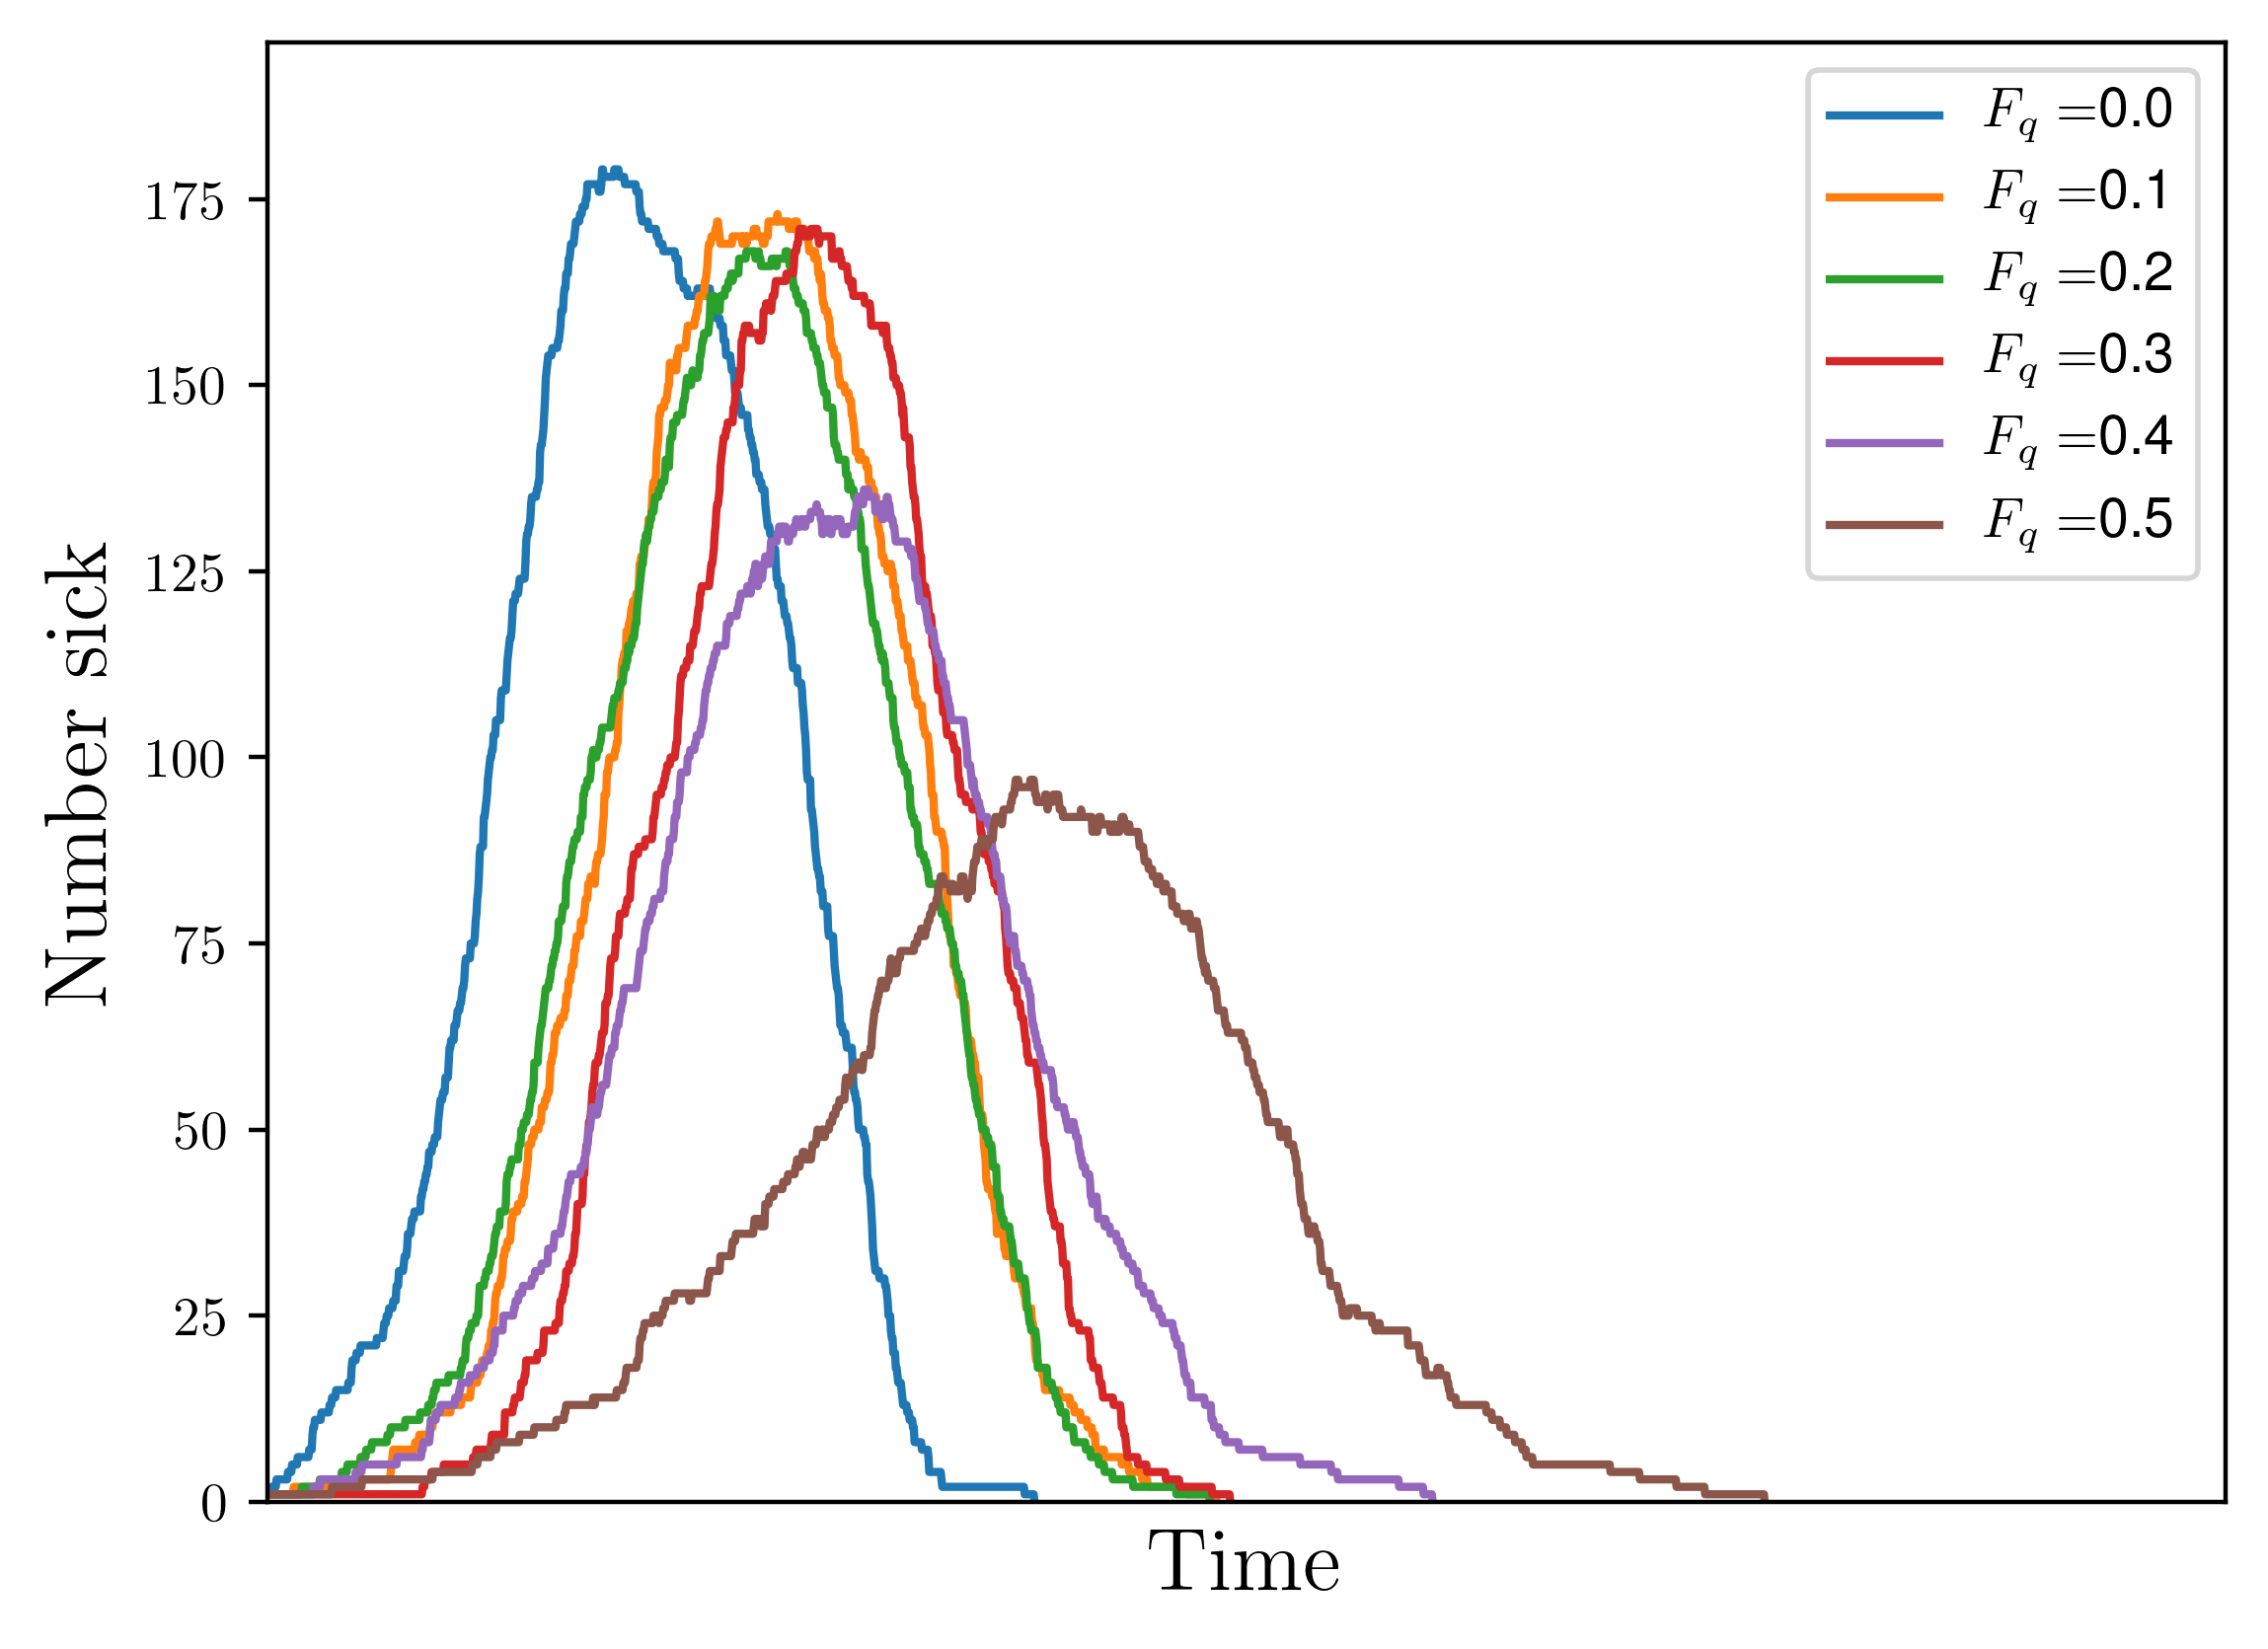 Number sick
175
150
125
100
75
50
25
0
Time
F_q =0.0
F_q =0.1
F_q =0.2
F_q =0.3
F_q =0.4
F_q =0.5